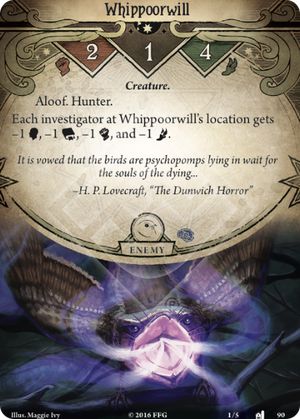 Whippoorwill
2
1
4
Creature.
Aloof. Hunter.
Each investigator at Whippoorwill's location gets
–1 , –1 , –1 , and –1 .
It is vowed that the birds are psychopomps lying in wait for
the souls of the dying...
–H. P. Lovecraft, "The Dunwich Horror"
ENEMY
Illus. Maggie Ivy
© 2016 FFG
1/5
90